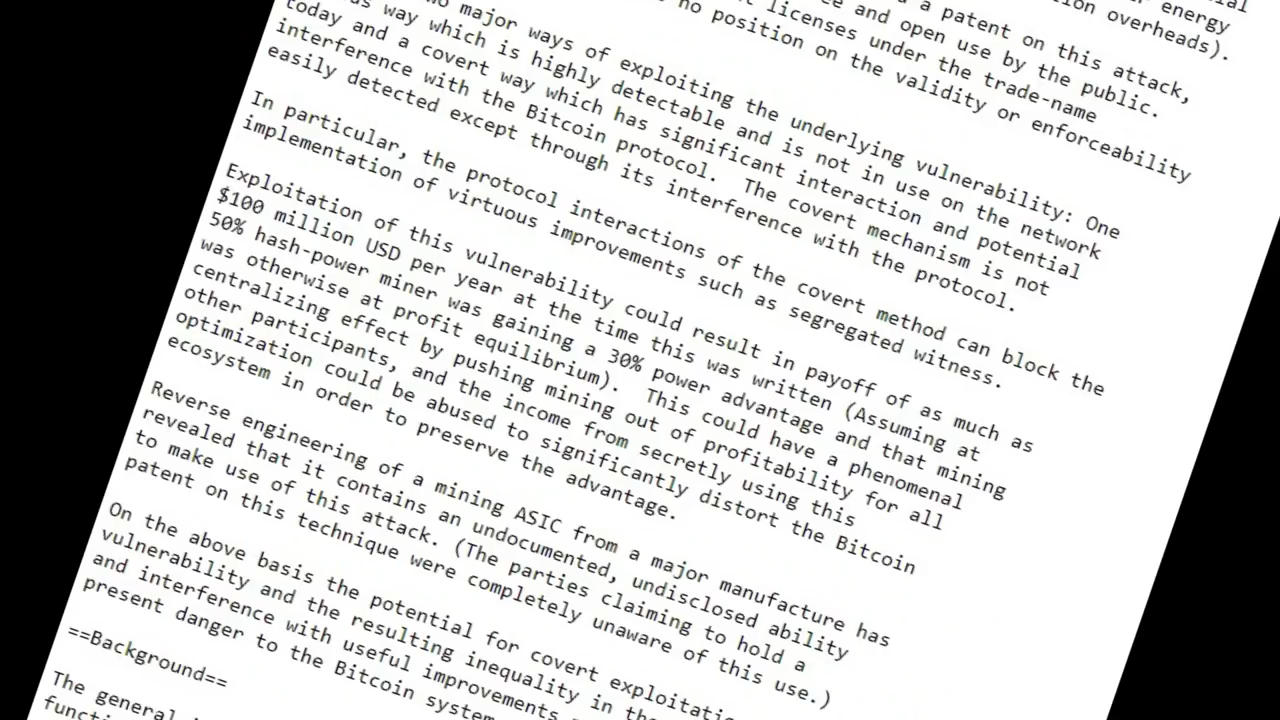 energy
overheads).
a patent on this attack,
and open use by the public.
licenses under the trade-name
no position on the validity or enforceability
major ways of exploiting the underlying vulnerability: One
way which is highly detectable and is not in use on the network
today and a covert way which has significant interaction and potential
interference with the Bitcoin protocol.  The covert mechanism is not
easily detected except through its interference with the protocol.
In particular, the protocol interactions of the covert method can block the
implementation of virtuous improvements such as segregated witness.
Exploitation of this vulnerability could result in payoff of as much as
$100 million USD per year at the time this was written (Assuming at
50% hash-power miner was gaining a 30% power advantage and that mining
was otherwise at profit equilibrium).  This could have a phenomenal
centralizing effect by pushing mining out of profitability for all
other participants, and the income from secretly using this
optimization could be abused to significantly distort the Bitcoin
ecosystem in order to preserve the advantage.
Reverse engineering of a mining ASIC from a major manufacture has
revealed that it contains an undocumented, undisclosed ability
to make use of this attack. (The parties claiming to hold a
patent on this technique were completely unaware of this use.)
On the above basis the potential for covert
vulnerability and the resulting inequality in the
and interference with useful improvements
present danger to the Bitcoin system
==Background==
The general